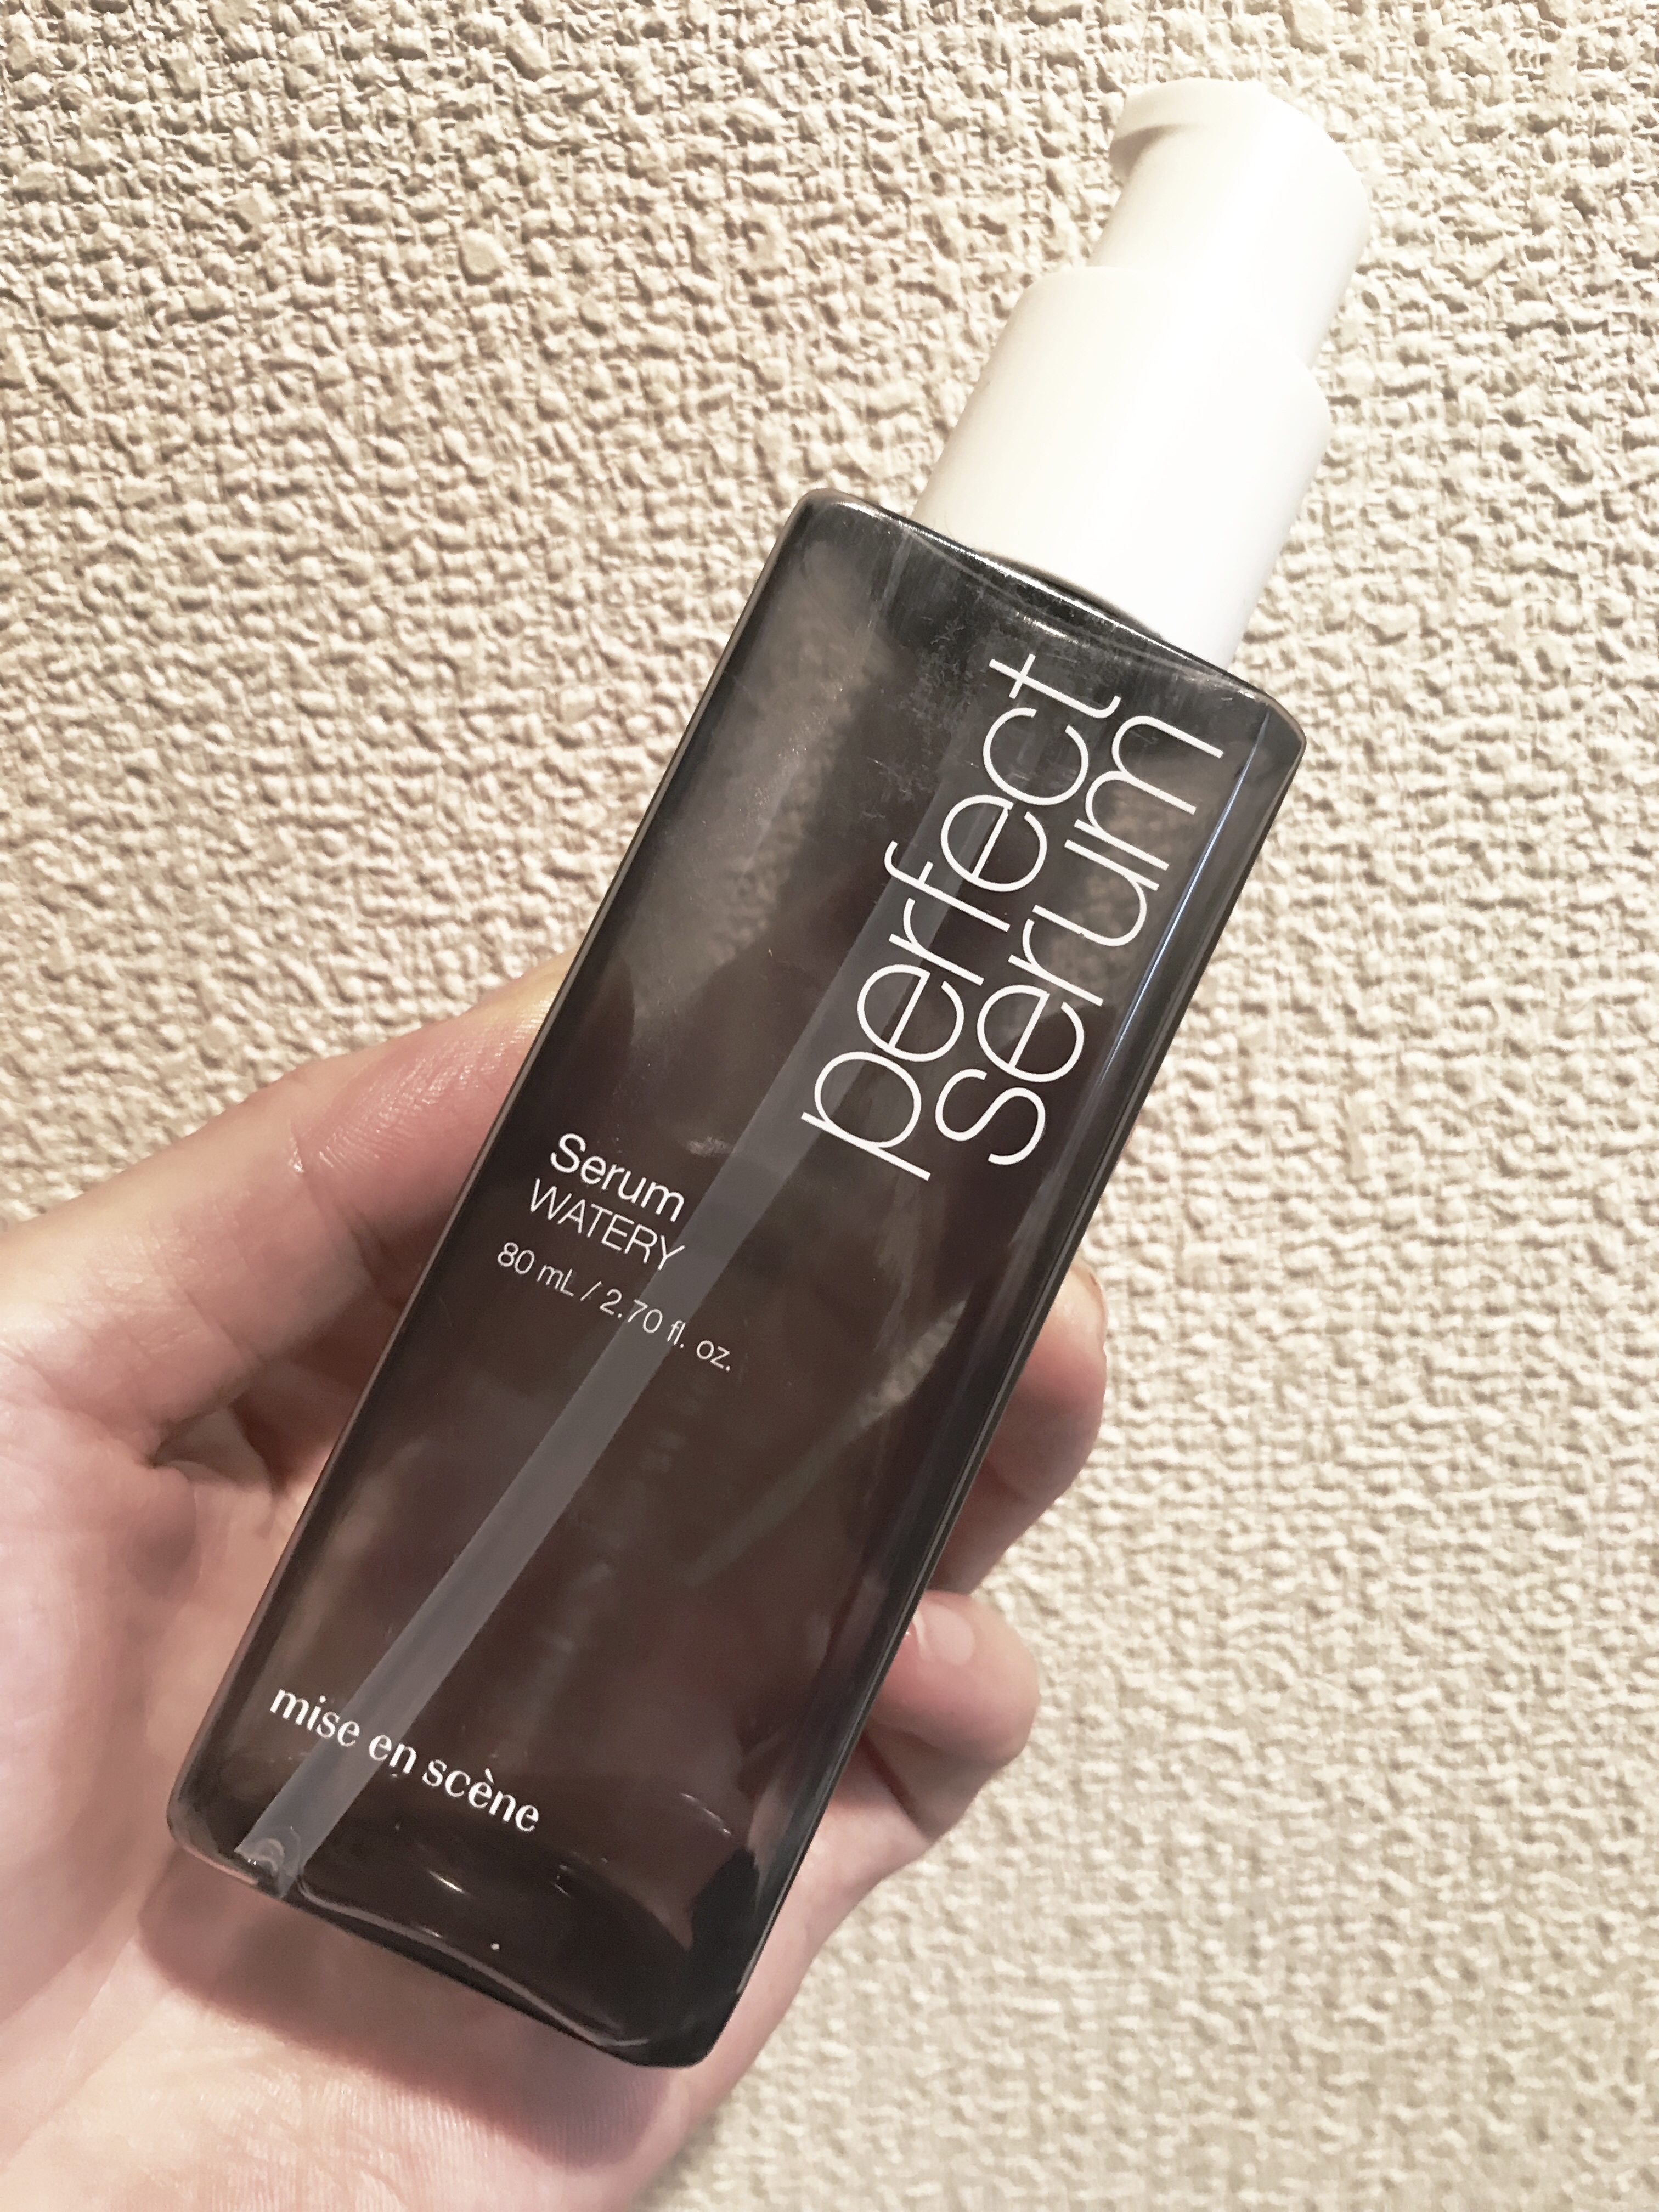 perfect
serum
Serum
WATERY
80 mL / 2.70 fl. oz.
mise en scène